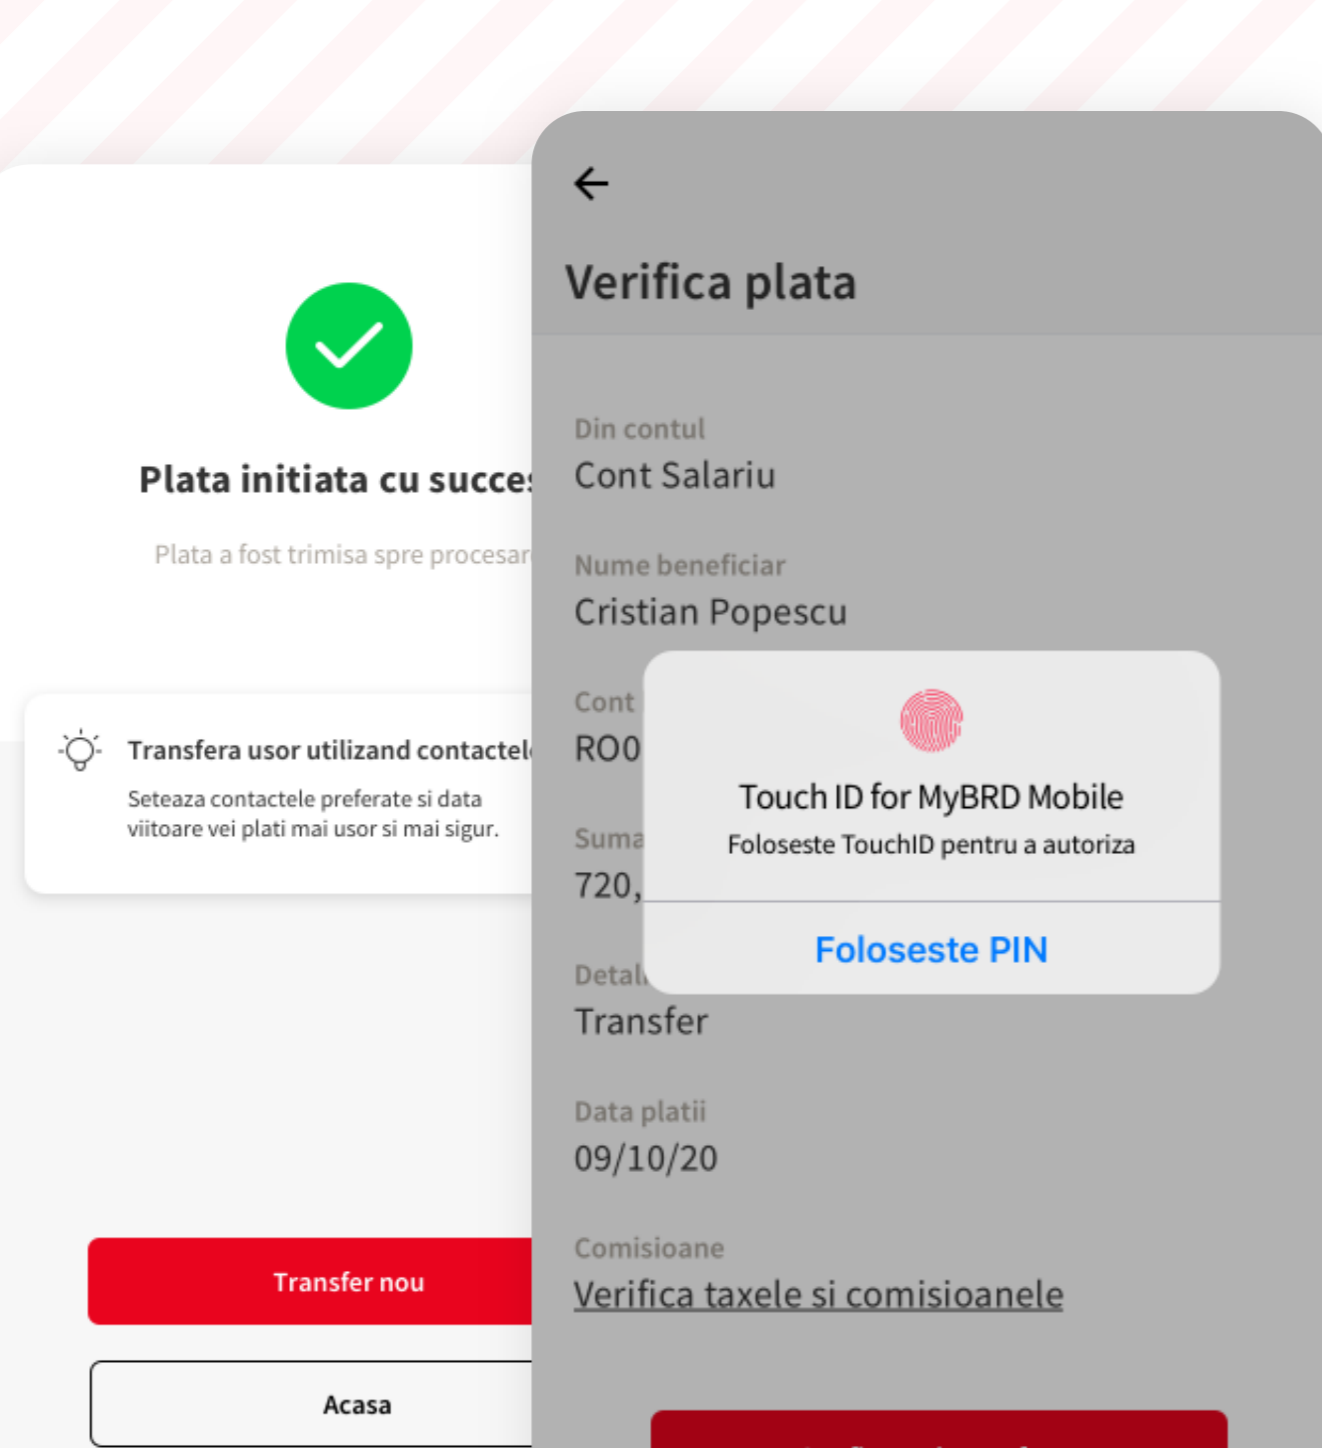 Plata initiata cu succes
Plata a fost trimisa spre procesar
Transfera usor utilizand contactel
Seteaza contactele preferate si data
viitoare vei plati mai usor si mai sigur.
Transfer nou
Acasa
Verifica plata
Din contul
Cont Salariu
Nume beneficiar
Cristian Popescu
Cont
RO0
Suma
720,
Touch ID for MyBRD Mobile
Foloseste TouchID pentru a autoriza
Foloseste PIN
Detal
Transfer
Data platii
09/10/20
Comisioane
Verifica taxele si comisioanele